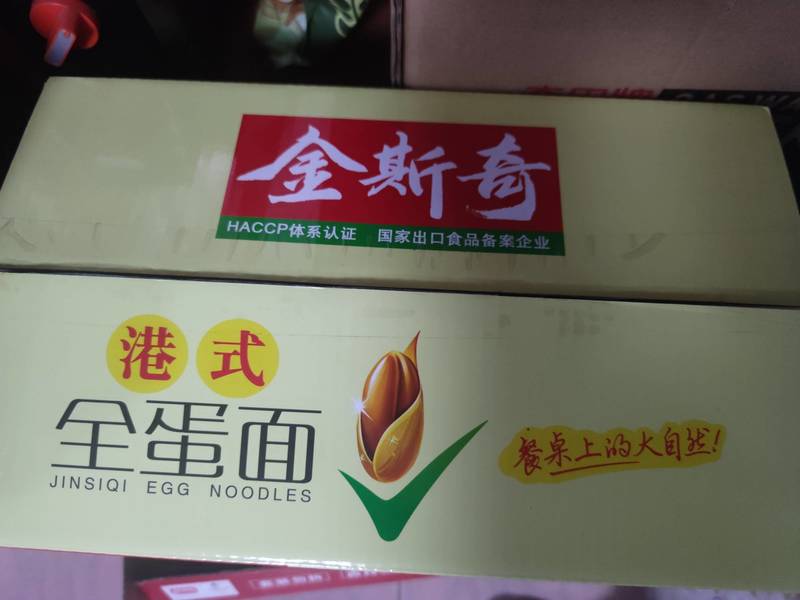 金斯奇
HACCP体系认证 国家出口食品备案企业
港式
全蛋面
JINSIQI EGG NOODLES
餐桌上的大自然!